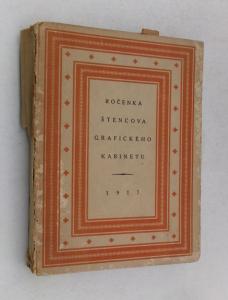 ROČENKA
ŠTENCOVA
GRAFICKÉHO
KABINETU